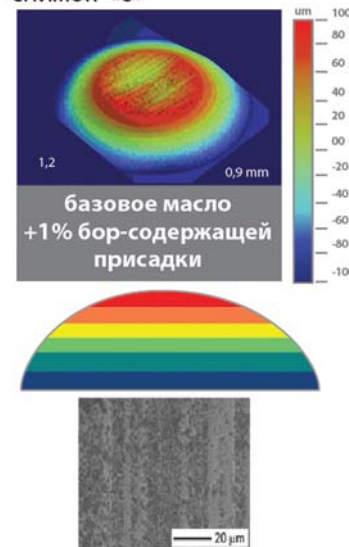 um
100
80
60
40
20
00
-20
-40
-60
-80
-100
1,2
0,9 mm
базовое масло
+1% бор-содержащей
присадки
20 μm